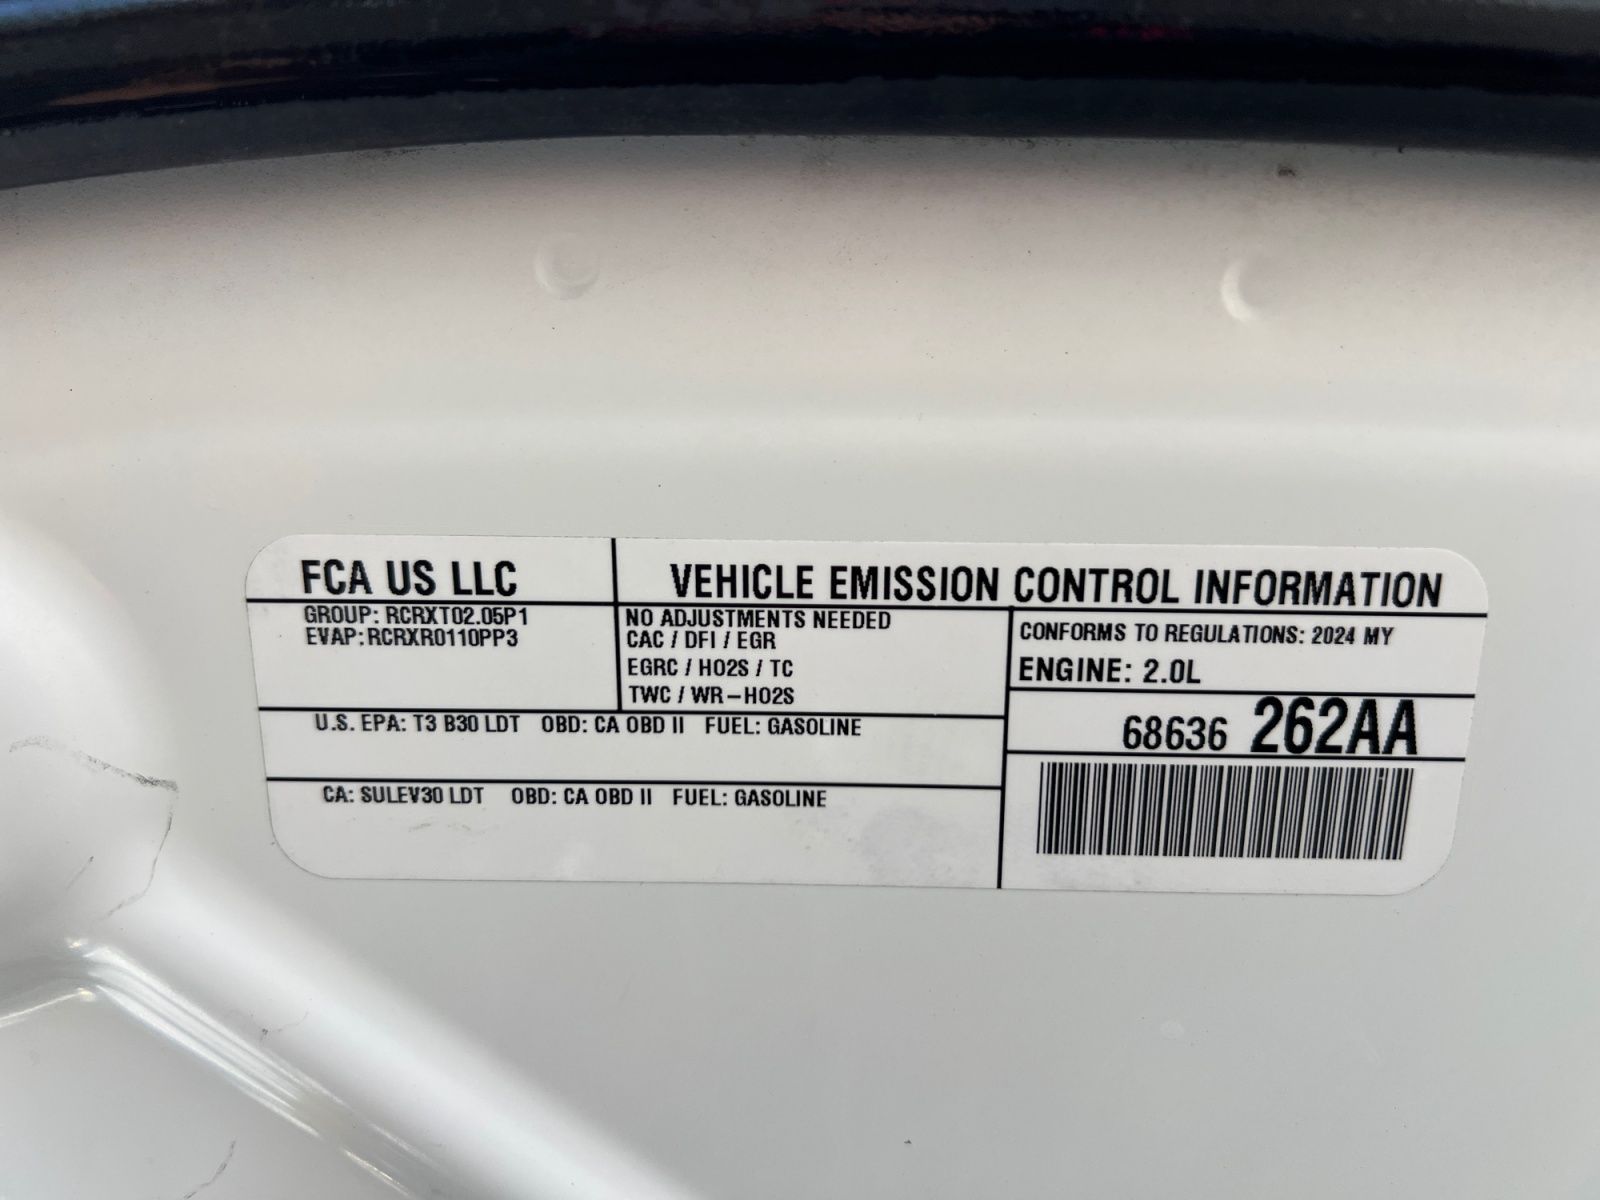 FCA US LLC
VEHICLE EMISSION CONTROL INFORMATION
GROUP: RCRXT02.05P1
EVAP: RCRXR0110PP3
NO ADJUSTMENTS NEEDED
CAC / DFI / EGR
EGRC / HO2S / TC
TWC / WR-HO2S
CONFORMS TO REGULATIONS: 2024 MY
ENGINE: 2.0L
U.S. EPA: T3 B30 LDT OBD: CA OBD II FUEL: GASOLINE
68636 262AA
CA: SULEV30 LDT OBD: CA OBD II FUEL: GASOLINE